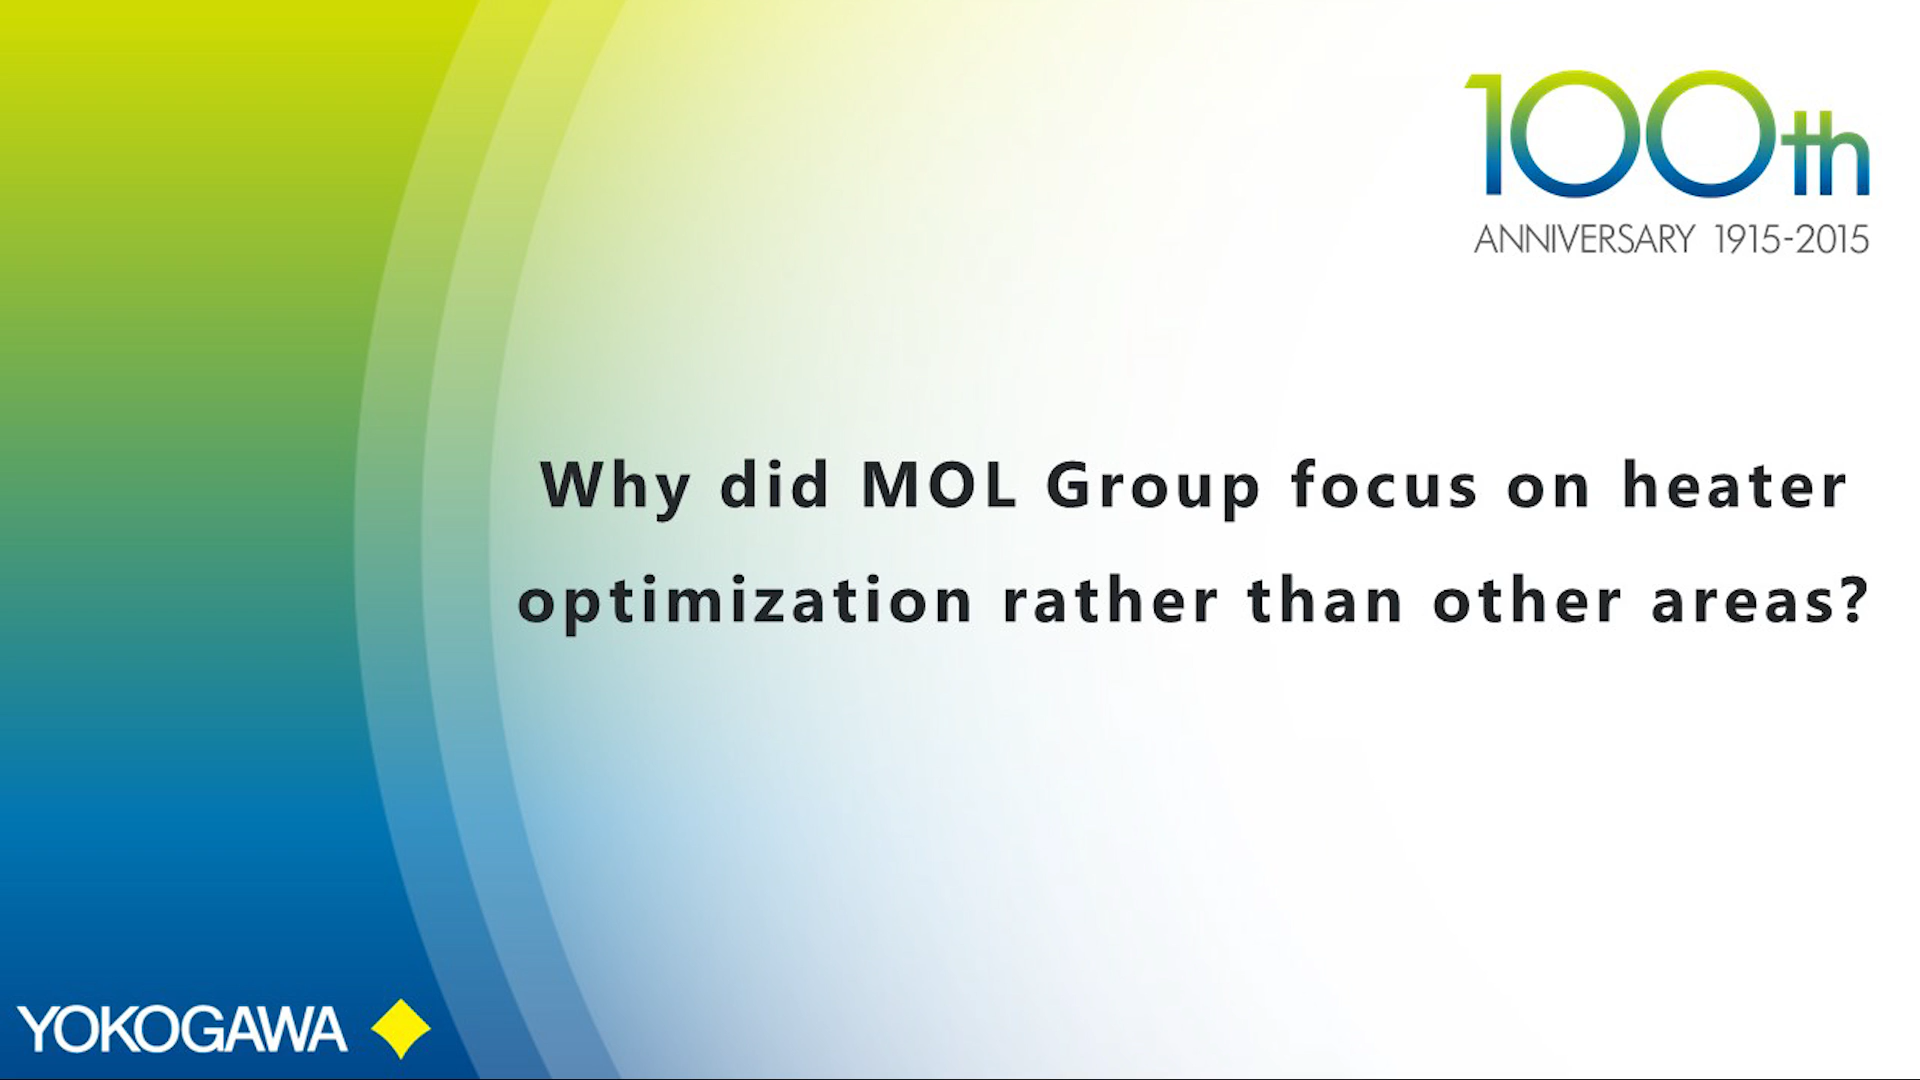 100th
ANNIVERSARY 1915-2015
Why did MOL Group focus on heater
optimization rather than other areas?
YOKOGAWA